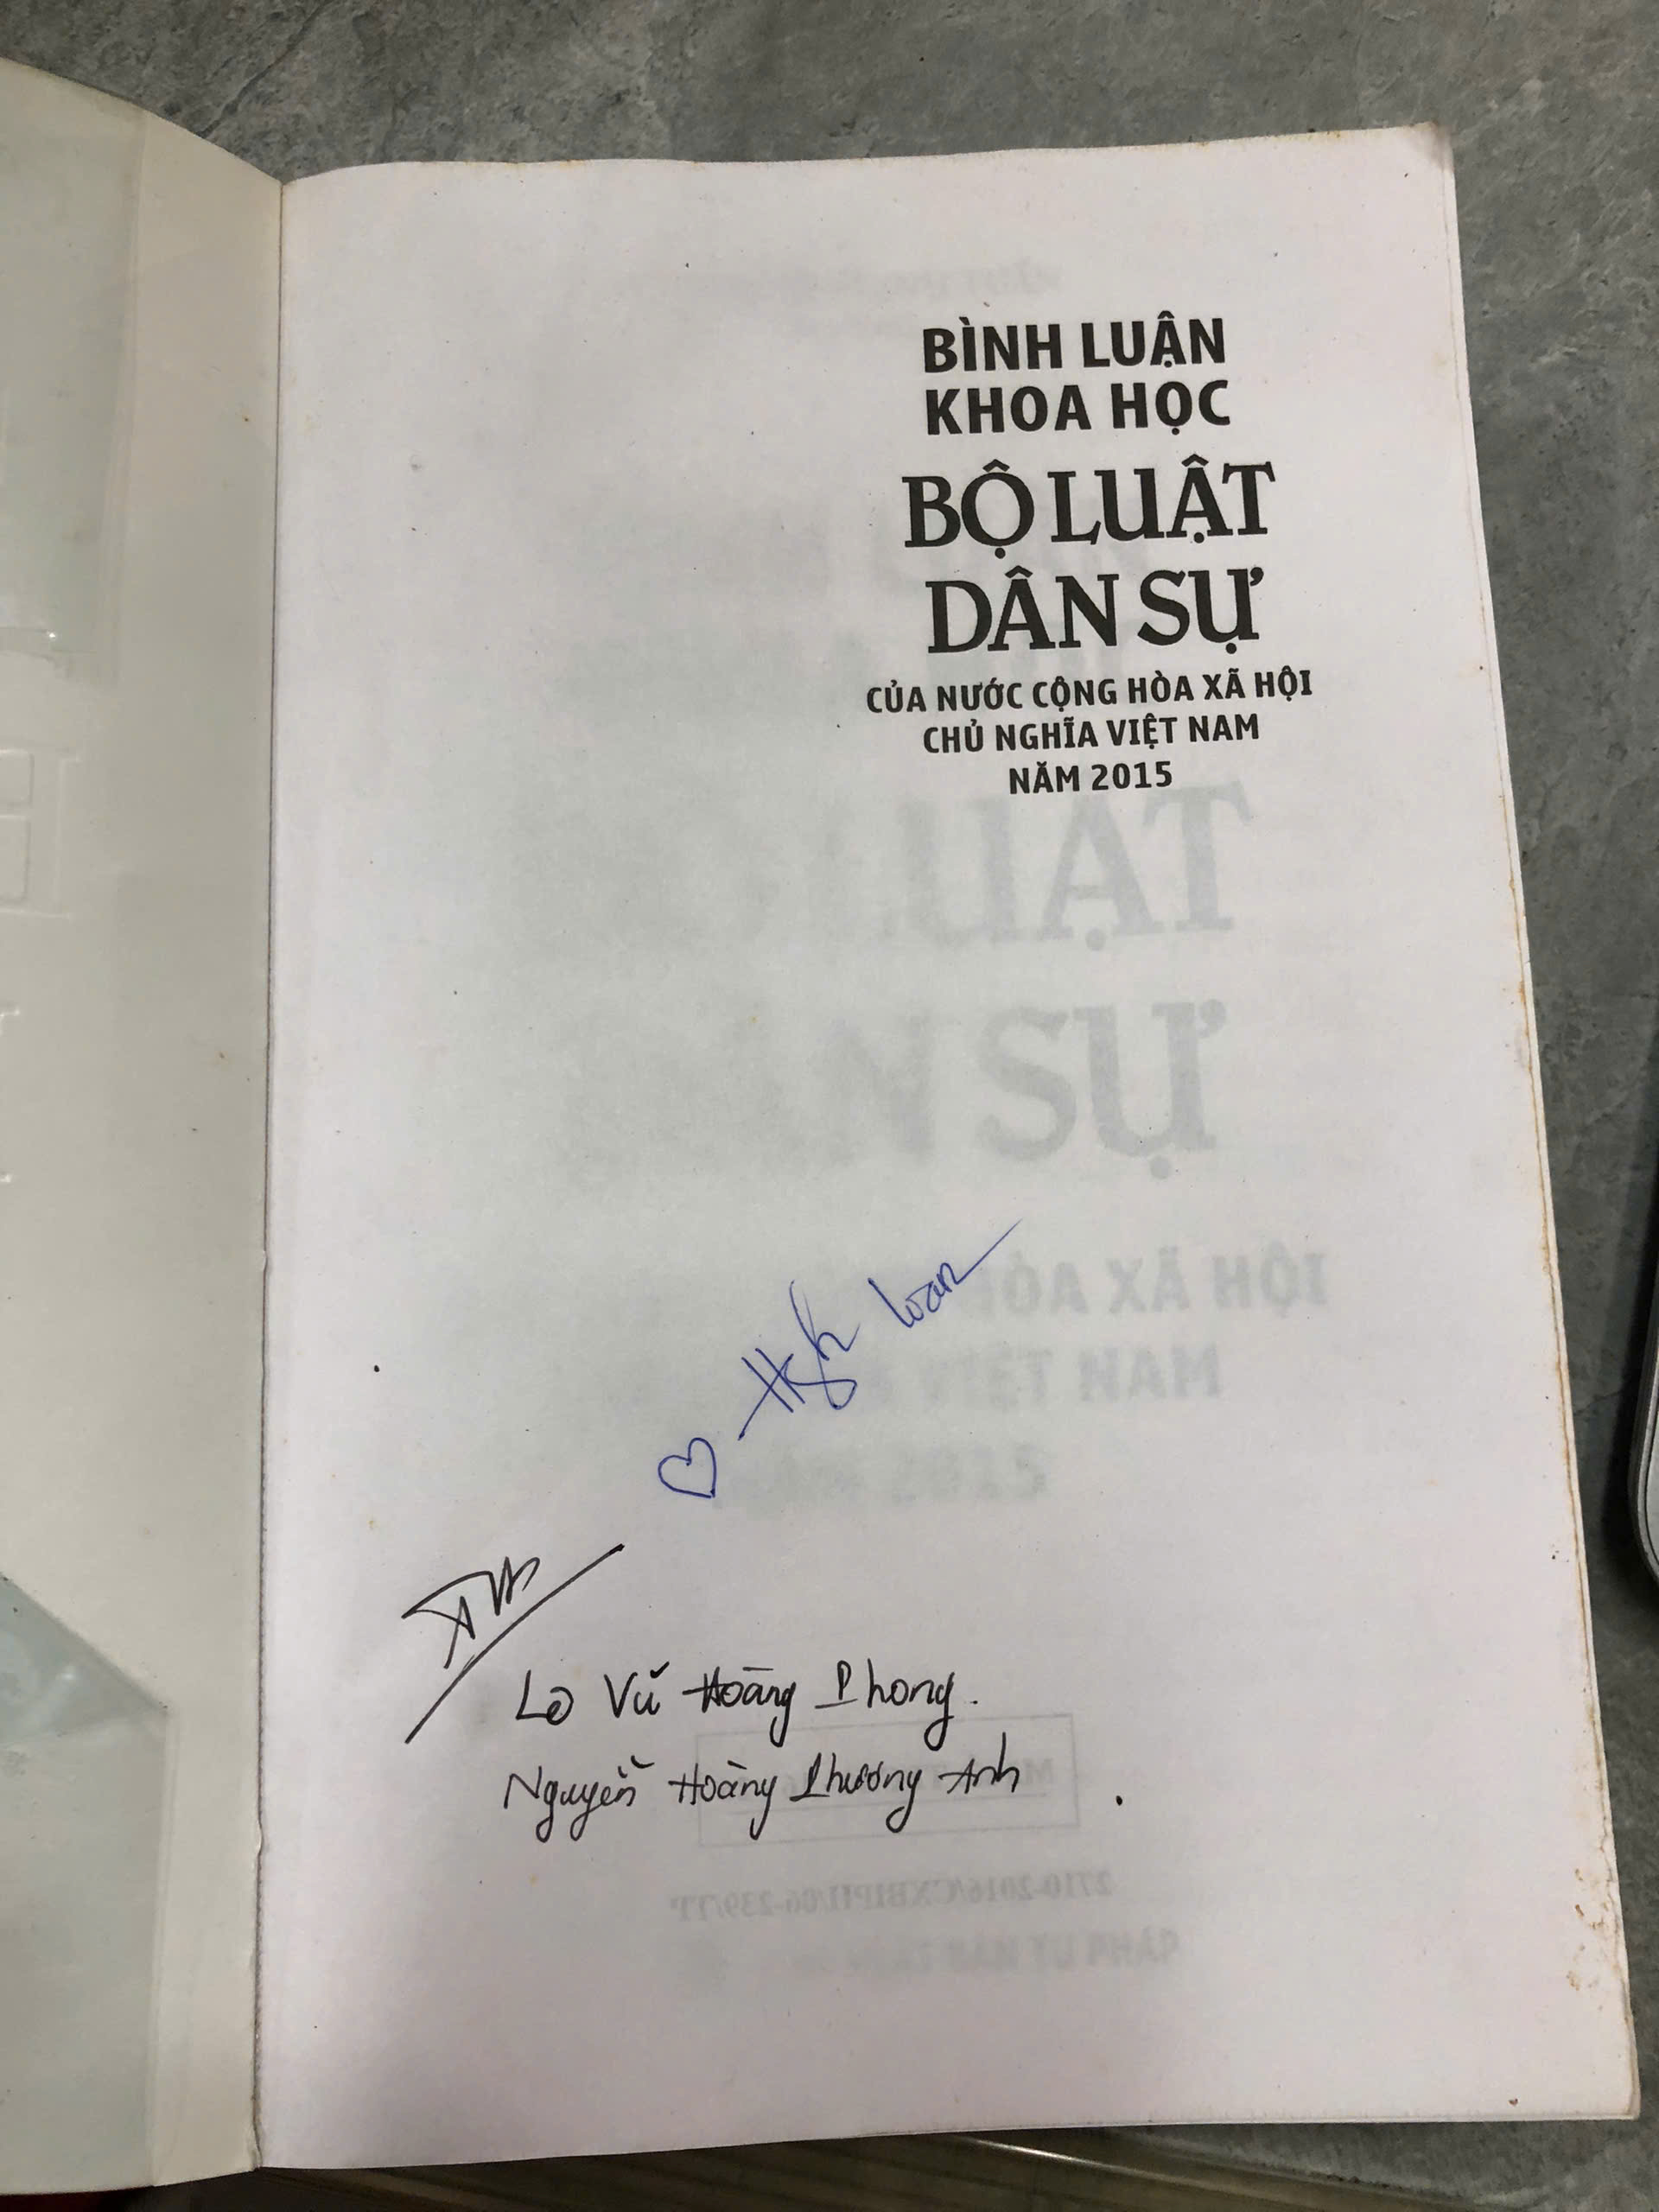 BÌNH LUẬN
KHOA HỌC
BỘ LUẬT
DÂN SỰ
CỦA NƯỚC CỘNG HÒA XÃ HỘI
CHỦ NGHĨA VIỆT NAM
NĂM 2015
loan
Vũ Hoàng Phong.
Nguyễn Hoàng Phương Anh